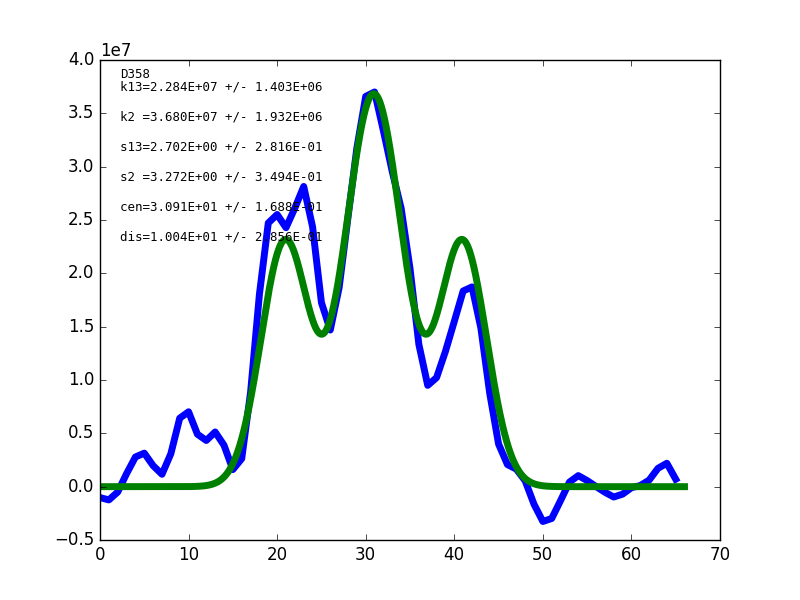 1e7
4.0
3.5
3.0
2.5
2.0
1.5
1.0
0.5
0.0
−0.5
D358
k13=2.284E+07 +/- 1.403E+06
k2 =3.680E+07 +/- 1.932E+06
s13=2.702E+00 +/- 2.816E-01
s2 =3.272E+00 +/- 3.494E-01
cen=3.091E+01 +/- 1.688E-01
dis=1.004E+01 +/- 2.856E-01
0 10 20 30 40 50 60 70